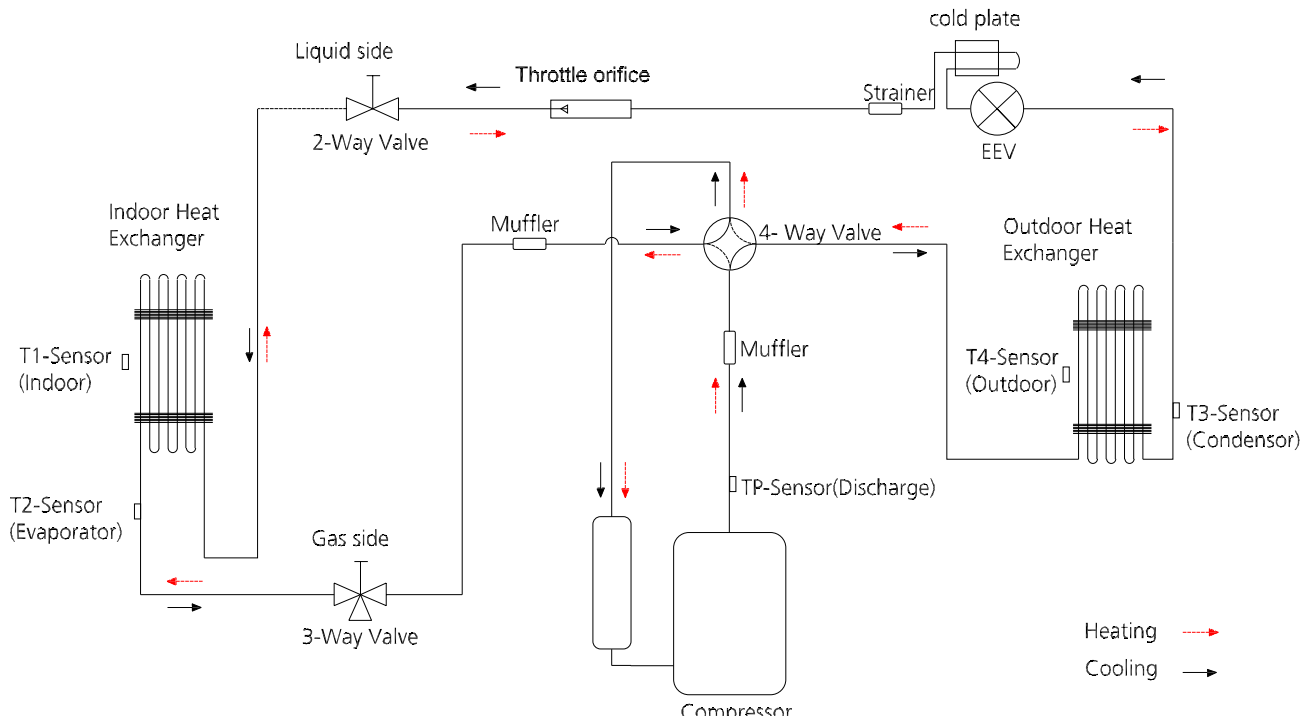 cold plate
Liquid side
Throttle orifice
Strainer
2-Way Valve
EEV
Indoor Heat
Exchanger
Muffler
4- Way Valve
Outdoor Heat
Exchanger
T1-Sensor
(Indoor)
Muffler
T4-Sensor
(Outdoor)
T3-Sensor
(Condensor)
T2-Sensor
(Evaporator)
TP-Sensor(Discharge)
Gas side
3-Way Valve
Heating
Cooling
Compressor